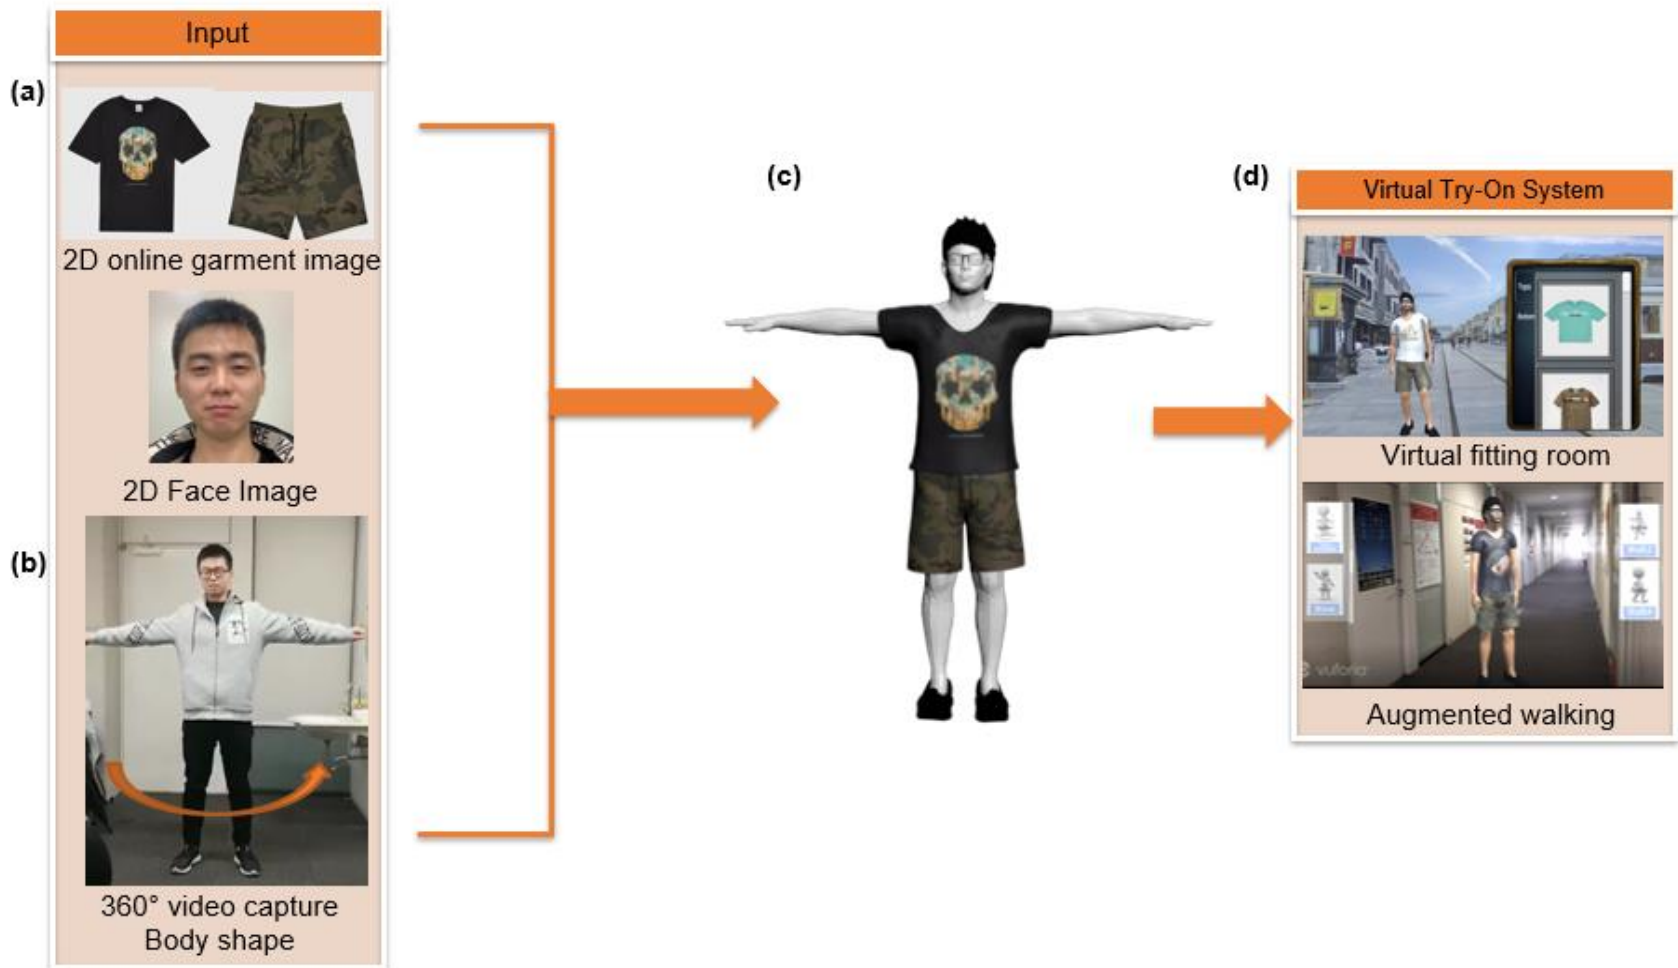 Input
(a)
2D online garment image
2D Face Image
(b)
360° video capture
Body shape
(c)
(d)
Virtual Try-On System
Virtual fitting room
vuforia
Augmented walking